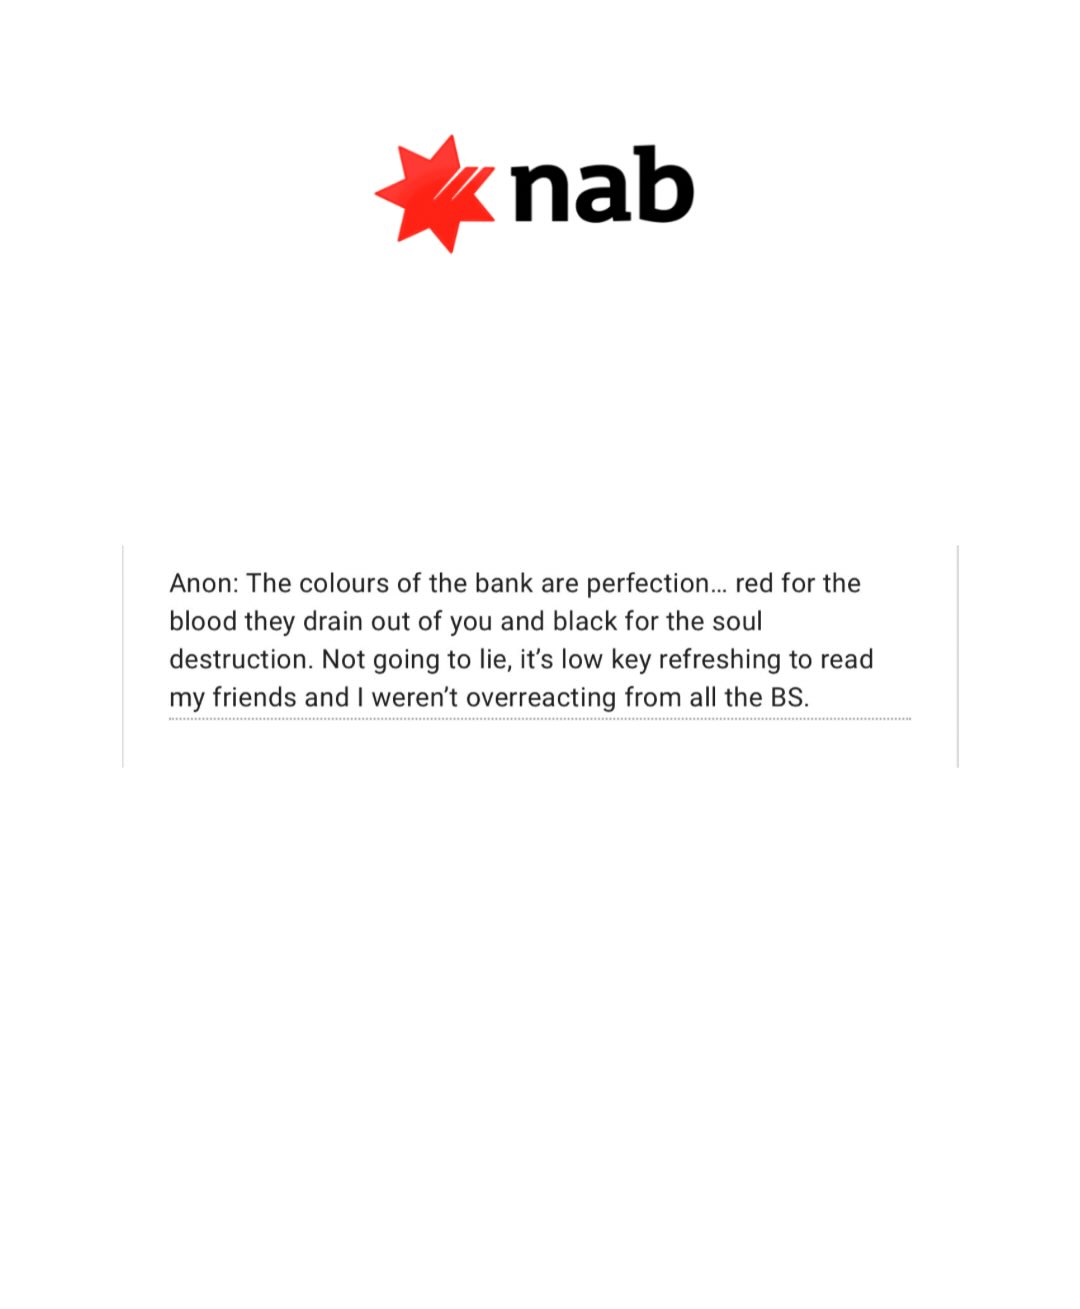 nab
Anon: The colours of the bank are perfection... red for the
blood they drain out of you and black for the soul
destruction. Not going to lie, it’s low key refreshing to read
my friends and I weren’t overreacting from all the BS.